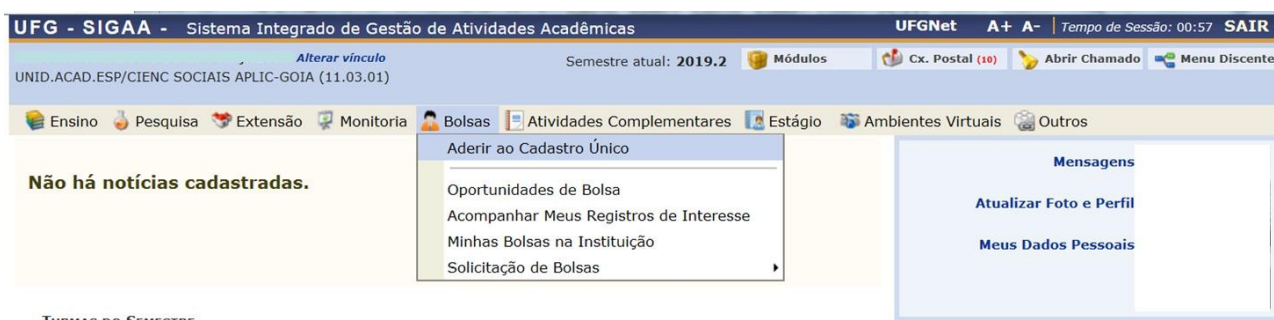 UFG - SIGAA - Sistema Integrado de Gestão de Atividades Acadêmicas UFGNet A+ A- | Tempo de Sessão: 00:57 SAIR
Alterar vínculo
UNID.ACAD.ESP/CIENC SOCIAIS APLIC-GOIA (11.03.01)
Semestre atual: 2019.2 Módulos Cx. Postal (10) Abrir Chamado Menu Discente
Ensino Pesquisa Extensão Monitoria Bolsas Atividades Complementares Estágio Ambientes Virtuais Outros
Aderir ao Cadastro Único
Oportunidades de Bolsa
Acompanhar Meus Registros de Interesse
Minhas Bolsas na Instituição
Solicitação de Bolsas
Não há notícias cadastradas.
Mensagens
Atualizar Foto e Perfil
Meus Dados Pessoais
TURMAS DO SEMESTRE